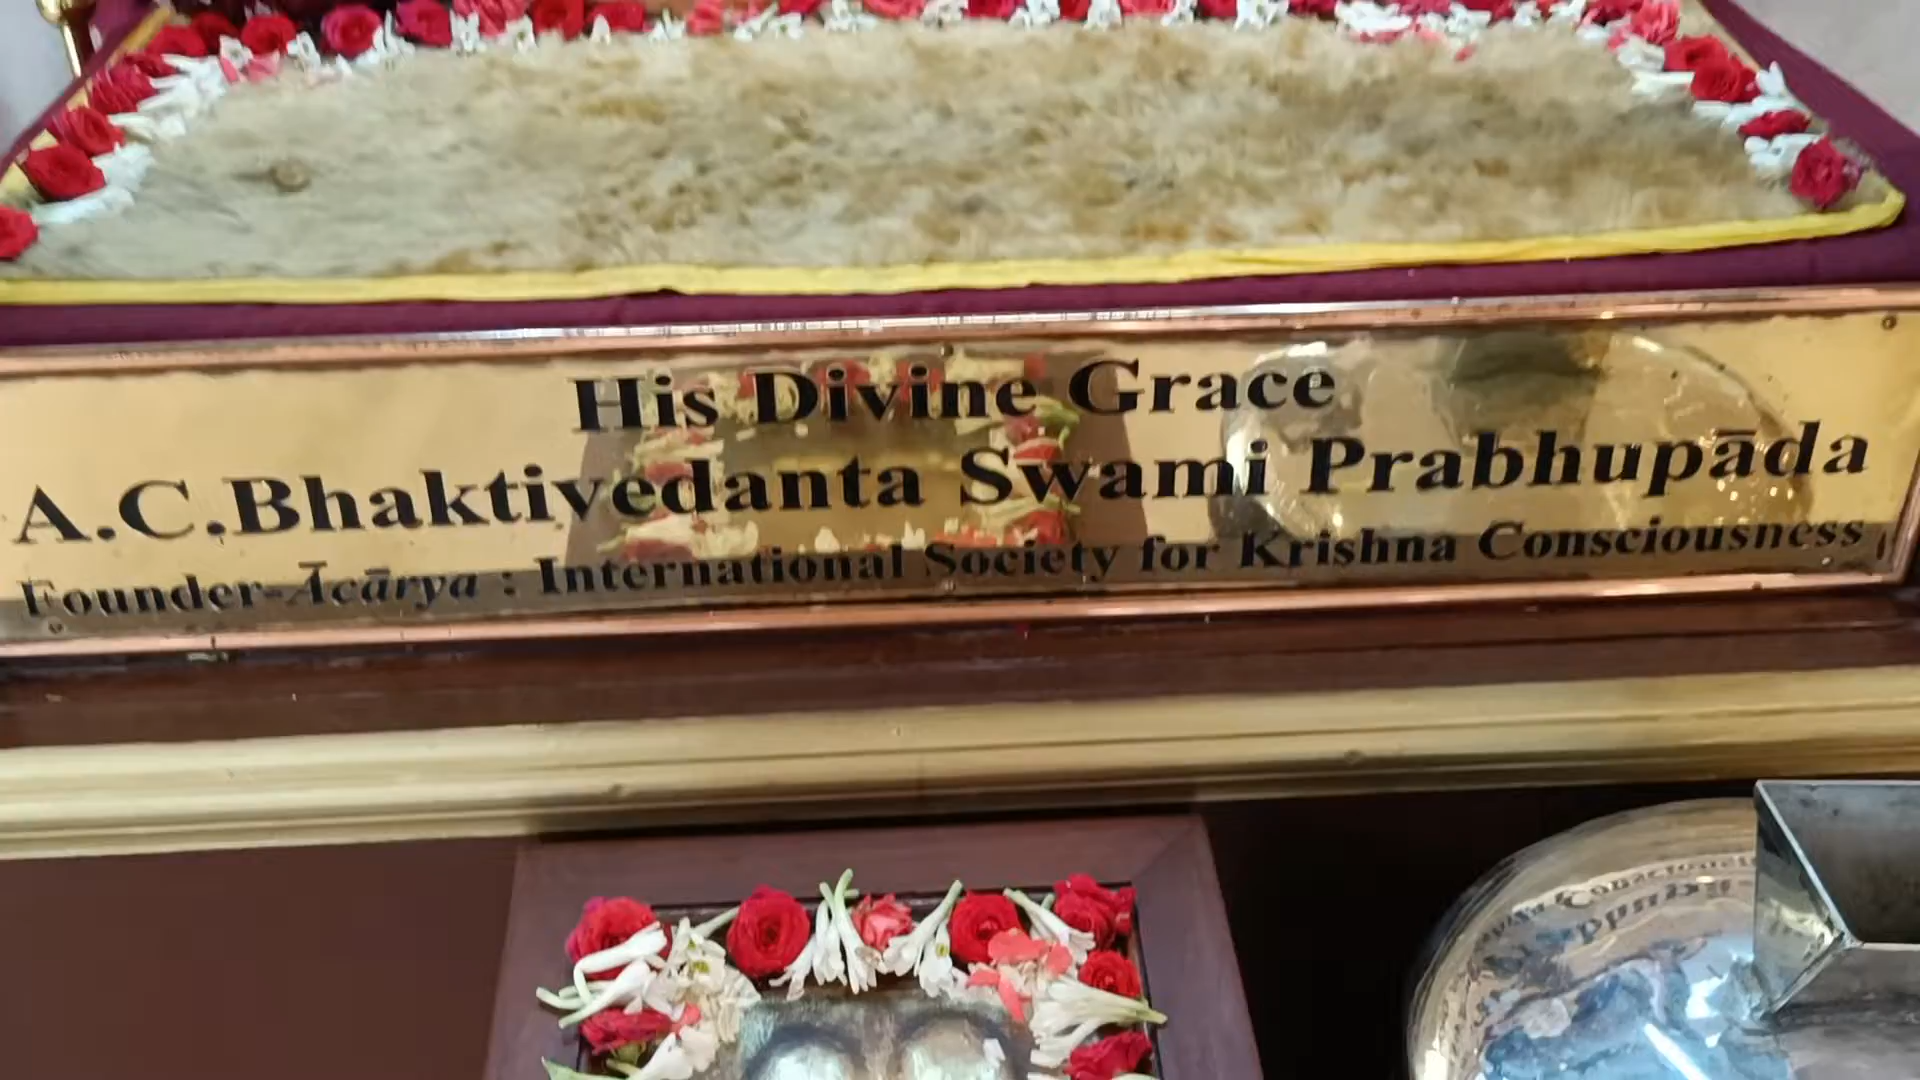 His Divine Grace
A.C.Bhaktivedanta Swami Prabhupāda
Founder-Ācārya : International Society for Krishna Consciousness